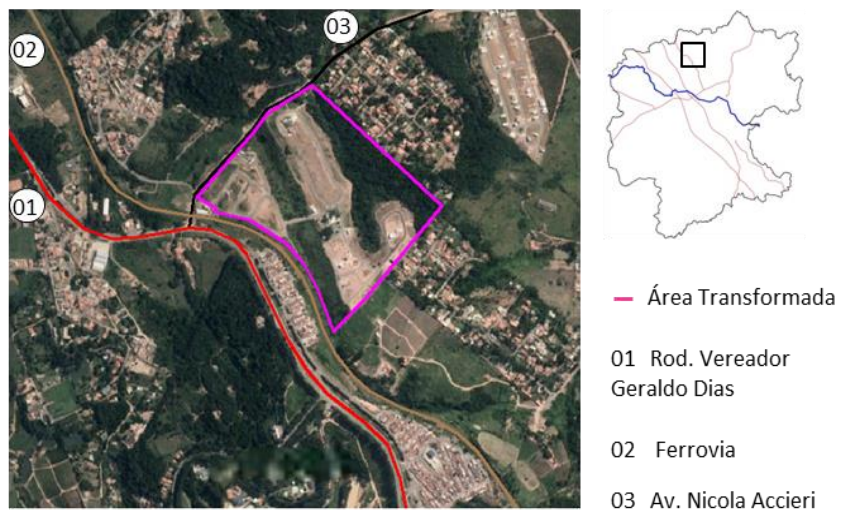 02
03
01
Área Transformada
01 Rod. Vereador
Geraldo Dias
02 Ferrovia
03 Av. Nicola Accieri